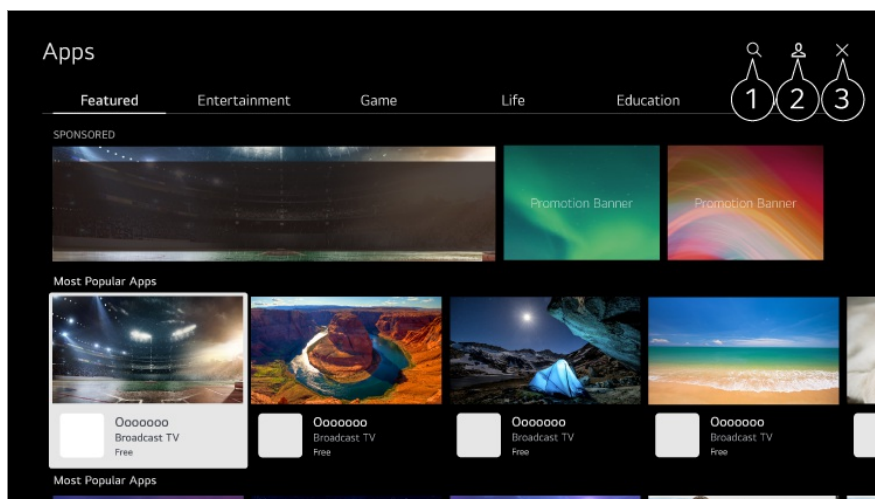 Apps
1 2 3
Featured Entertainment Game Life Education
SPONSORED
Promotion Banner Promotion Banner
Most Popular Apps
Ooooooo Ooooooo Ooooooo Ooooooo
Broadcast TV Broadcast TV Broadcast TV Broadcast TV
Free Free Free Free
Most Popular Apps